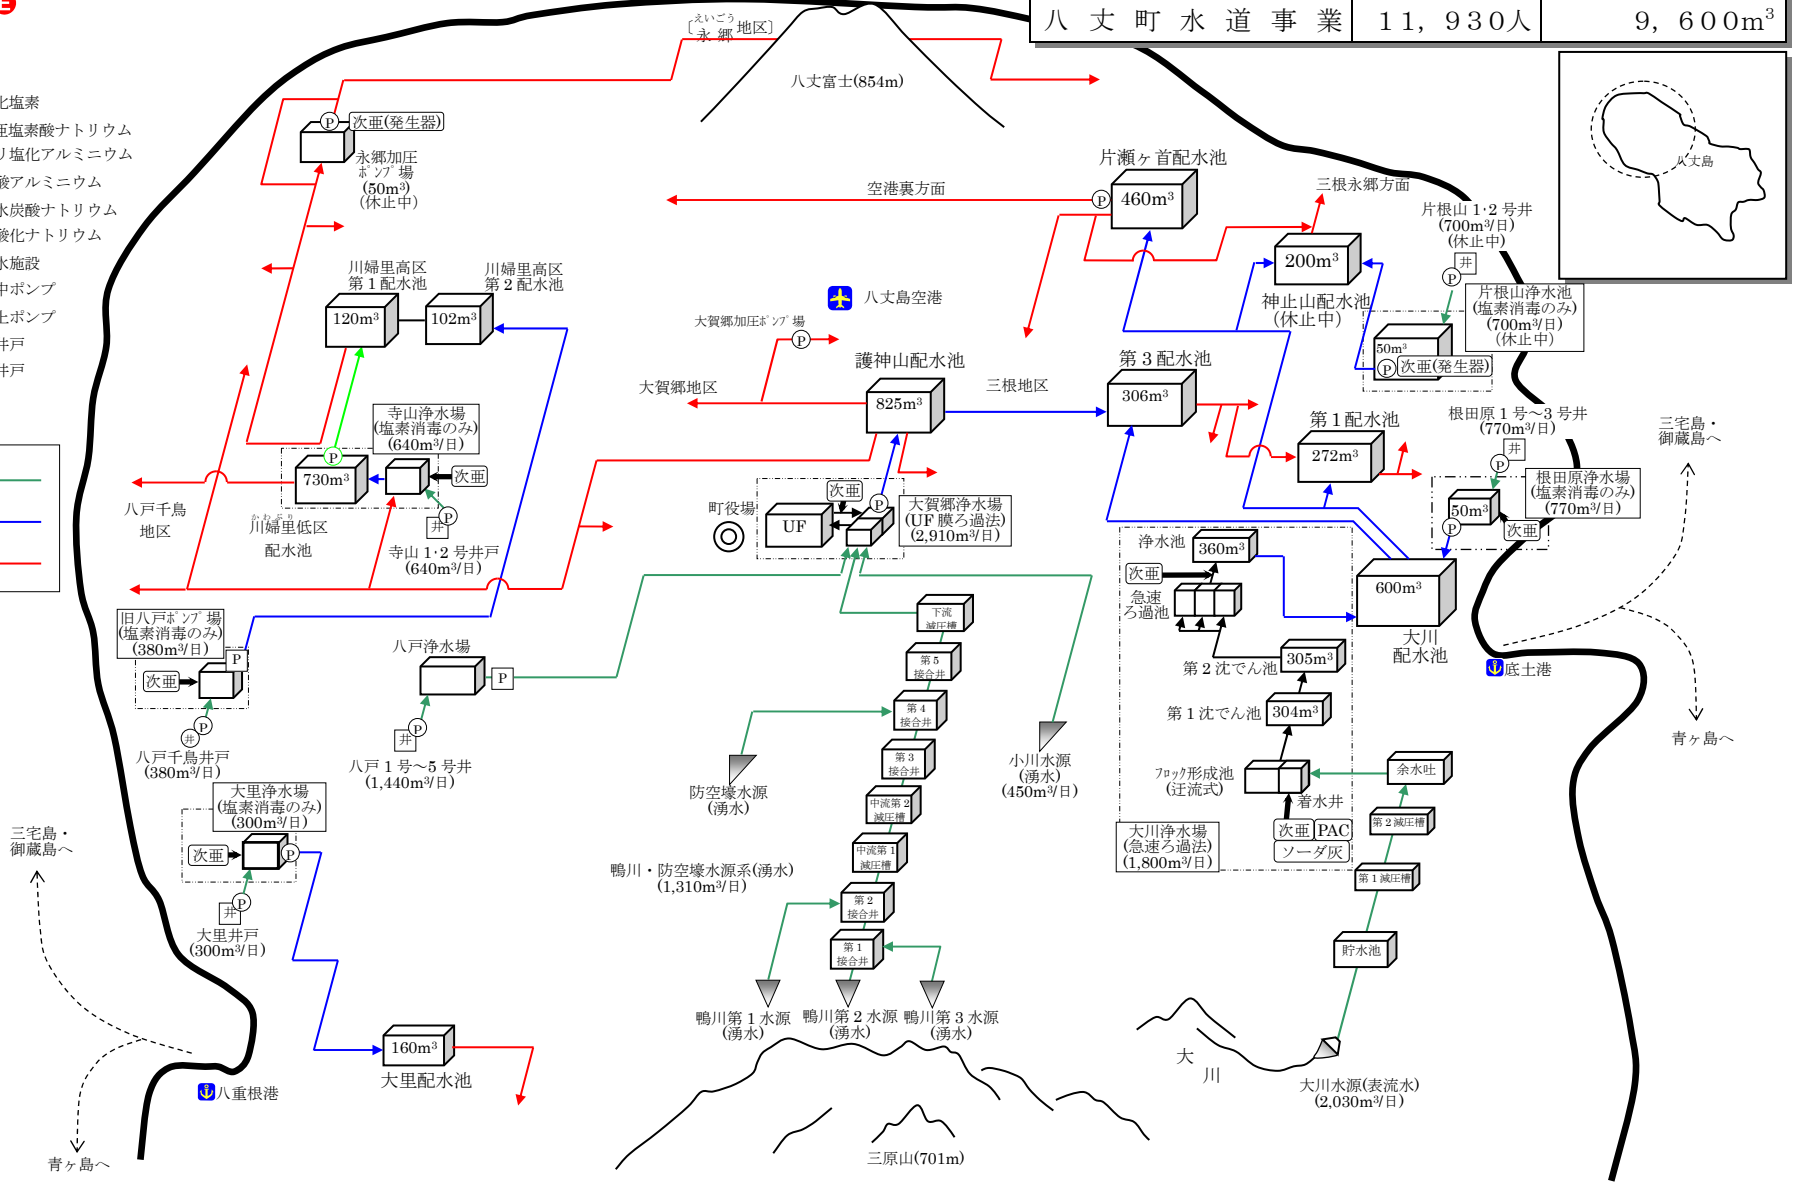 E
八丈町水道事業 11,930人 9,600m³
えいごう
〔永郷地区〕
八丈富士(854m)
化塩素
亜塩素酸ナトリウム
リ塩化アルミニウム
酸アルミニウム
水炭酸ナトリウム
酸化ナトリウム
水施設
中ポンプ
上ポンプ
井戸
井戸
八丈島
P
次亜(発生器)
永郷加圧
ポンプ場
(50m³)
(休止中)
片瀬ヶ首配水池
460m³
P
空港裏方面
三根永郷方面
200m³
神止山配水池
(休止中)
片根山 1・2 号井
(700m³/日)
(休止中)
井
P
片根山浄水池
(塩素消毒のみ)
(700m³/日)
(休止中)
50m³
P
次亜(発生器)
川婦里高区
第 1 配水池
120m³
川婦里高区
第 2 配水池
102m³
八丈島空港
大賀郷加圧ポンプ場
P
護神山配水池
825m³
大賀郷地区
三根地区
第 3 配水池
306m³
第 1 配水池
272m³
根田原 1 号～3 号井
(770m³/日)
井
P
根田原浄水場
(塩素消毒のみ)
(770m³/日)
50m³
次亜
P
三宅島・
御蔵島へ
寺山浄水場
(塩素消毒のみ)
(640m³/日)
P
730m³
次亜
井
P
寺山 1・2 号井戸
(640m³/日)
八戸千鳥
地区
かわぶり
川婦里低区
配水池
町役場
UF
次亜
P
大賀郷浄水場
(UF 膜ろ過法)
(2,910m³/日)
浄水池
360m³
次亜
急速
ろ過池
600m³
大川
配水池
第 2 沈でん池
305m³
第 1 沈でん池
304m³
フロック形成池
(迂流式)
着水井
次亜
PAC
ソーダ灰
大川浄水場
(急速ろ過法)
(1,800m³/日)
余水吐
第 2 減圧槽
第 1 減圧槽
貯水池
大川水源(表流水)
(2,030m³/日)
大
川
底土港
青ヶ島へ
旧八戸ポンプ場
(塩素消毒のみ)
(380m³/日)
P
次亜
P
井
八戸千鳥井戸
(380m³/日)
八戸浄水場
P
井
P
八戸 1 号～5 号井
(1,440m³/日)
大里浄水場
(塩素消毒のみ)
(300m³/日)
次亜
P
井
P
大里井戸
(300m³/日)
三宅島・
御蔵島へ
青ヶ島へ
八重根港
160m³
大里配水池
下流
減圧槽
第 5
接合井
第 4
接合井
第 3
接合井
中流第 2
減圧槽
中流第 1
減圧槽
第 2
接合井
第 1
接合井
防空壕水源
(湧水)
小川水源
(湧水)
(450m³/日)
鴨川・防空壕水源系(湧水)
(1,310m³/日)
鴨川第 1 水源
(湧水)
鴨川第 2 水源
(湧水)
鴨川第 3 水源
(湧水)
三原山(701m)